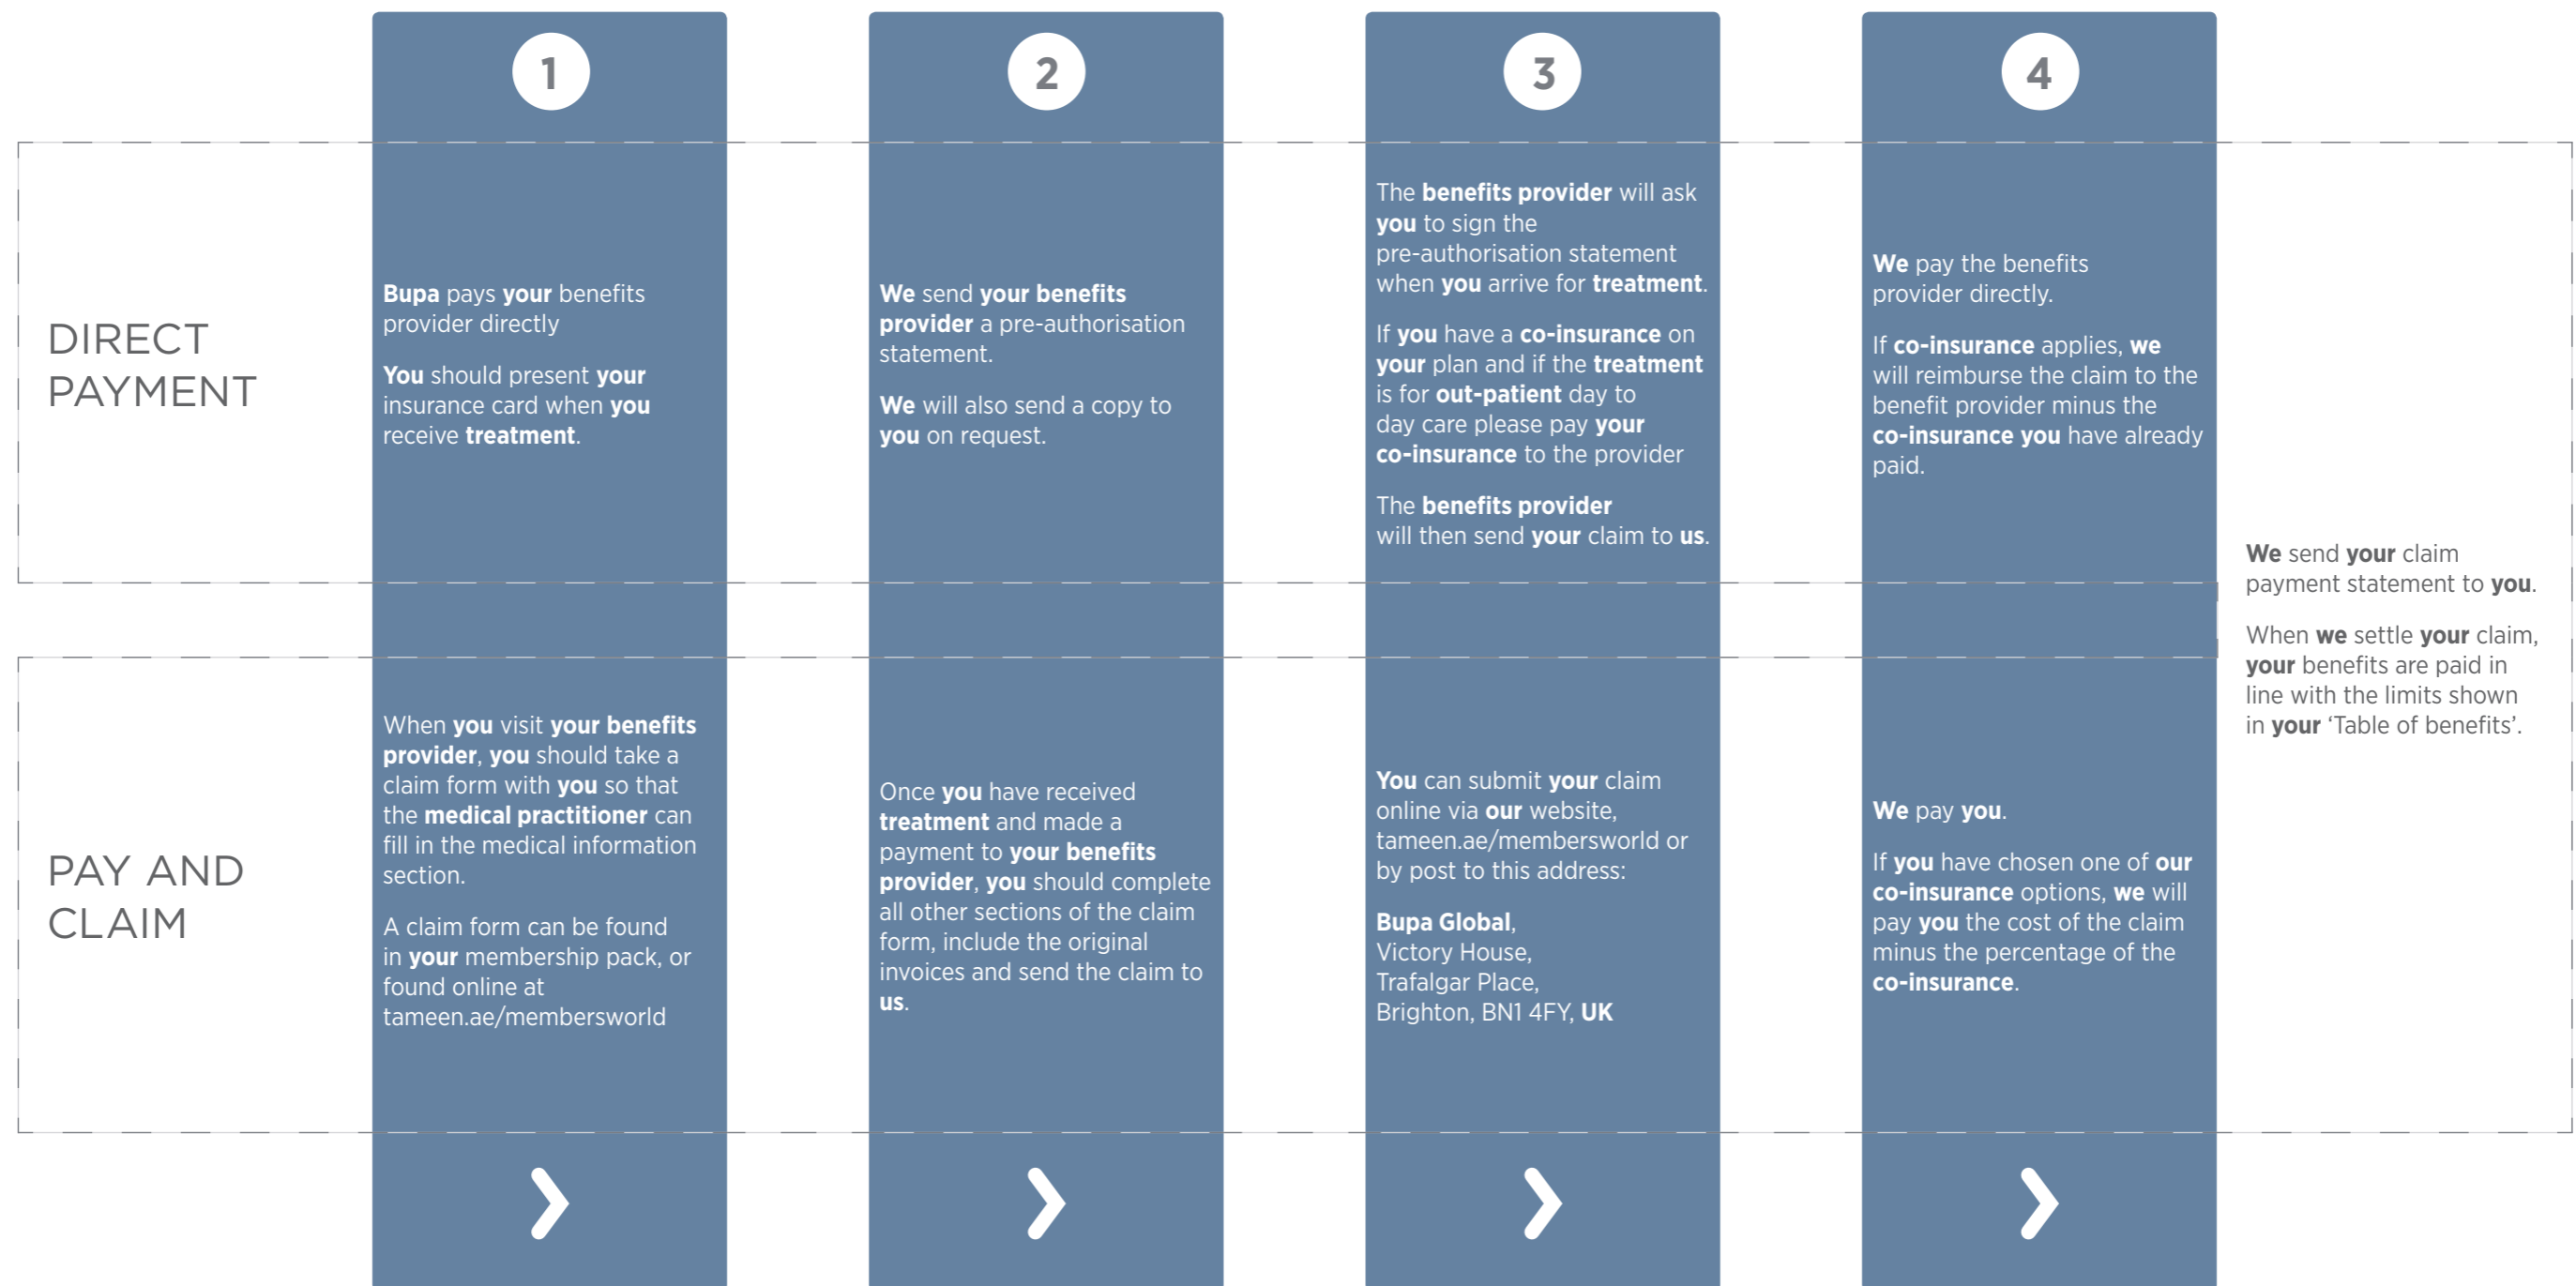 1
2
3
4
DIRECT
PAYMENT
Bupa pays your benefits
provider directly
You should present your
insurance card when you
receive treatment.
We send your benefits
provider a pre-authorisation
statement.
We will also send a copy to
you on request.
The benefits provider will ask
you to sign the
pre-authorisation statement
when you arrive for treatment.
If you have a co-insurance on
your plan and if the treatment
is for out-patient day to
day care please pay your
co-insurance to the provider
The benefits provider
will then send your claim to us.
We pay the benefits
provider directly.
If co-insurance applies, we
will reimburse the claim to the
benefit provider minus the
co-insurance you have already
paid.
PAY AND
CLAIM
When you visit your benefits
provider, you should take a
claim form with you so that
the medical practitioner can
fill in the medical information
section.
A claim form can be found
in your membership pack, or
found online at
tameen.ae/membersworld
Once you have received
treatment and made a
payment to your benefits
provider, you should complete
all other sections of the claim
form, include the original
invoices and send the claim to
us.
You can submit your claim
online via our website,
tameen.ae/membersworld or
by post to this address:
Bupa Global,
Victory House,
Trafalgar Place,
Brighton, BN1 4FY, UK
We pay you.
If you have chosen one of our
co-insurance options, we will
pay you the cost of the claim
minus the percentage of the
co-insurance.
We send your claim
payment statement to you.
When we settle your claim,
your benefits are paid in
line with the limits shown
in your ‘Table of benefits’.